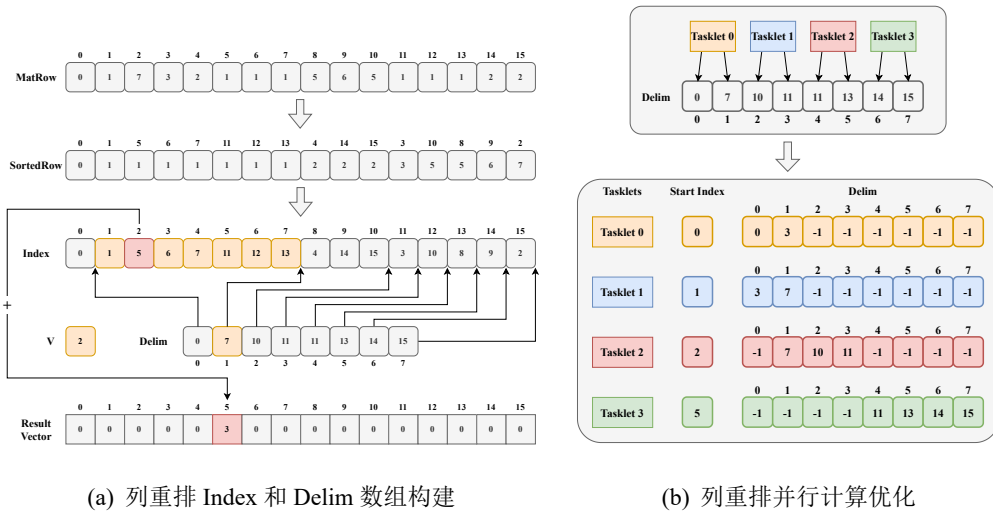 0 1 2 3 4 5 6 7 8 9 10 11 12 13 14 15
MatRow 0 1 7 3 2 1 1 1 5 6 5 1 1 1 2 2
0 1 5 6 7 11 12 13 4 14 15 3 10 8 9 2
SortedRow 0 1 1 1 1 1 1 1 2 2 2 3 5 5 6 7
0 1 2 3 4 5 6 7 8 9 10 11 12 13 14 15
Index 0 1 5 6 7 11 12 13 4 14 15 3 10 8 9 2
+
V 2 Delim 0 7 10 11 11 13 14 15
0 1 2 3 4 5 6 7
0 1 2 3 4 5 6 7 8 9 10 11 12 13 14 15
Result
Vector 0 0 0 0 0 3 0 0 0 0 0 0 0 0 0 0
(a) 列重排 Index 和 Delim 数组构建
Tasklet 0 Tasklet 1 Tasklet 2 Tasklet 3
Delim 0 7 10 11 11 13 14 15
0 1 2 3 4 5 6 7
Tasklets Start Index Delim
0 1 2 3 4 5 6 7
Tasklet 0 0 0 3 -1 -1 -1 -1 -1 -1
0 1 2 3 4 5 6 7
Tasklet 1 1 3 7 -1 -1 -1 -1 -1 -1
0 1 2 3 4 5 6 7
Tasklet 2 2 -1 7 10 11 -1 -1 -1 -1
0 1 2 3 4 5 6 7
Tasklet 3 5 -1 -1 -1 -1 11 13 14 15
(b) 列重排并行计算优化